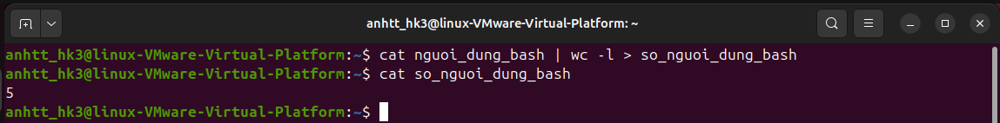 anhtt_hk3@linux-VMware-Virtual-Platform: ~
anhtt_hk3@linux-VMware-Virtual-Platform:~$ cat nguoi_dung_bash | wc -l > so_nguoi_dung_bash
anhtt_hk3@linux-VMware-Virtual-Platform:~$ cat so_nguoi_dung_bash
5
anhtt_hk3@linux-VMware-Virtual-Platform:~$